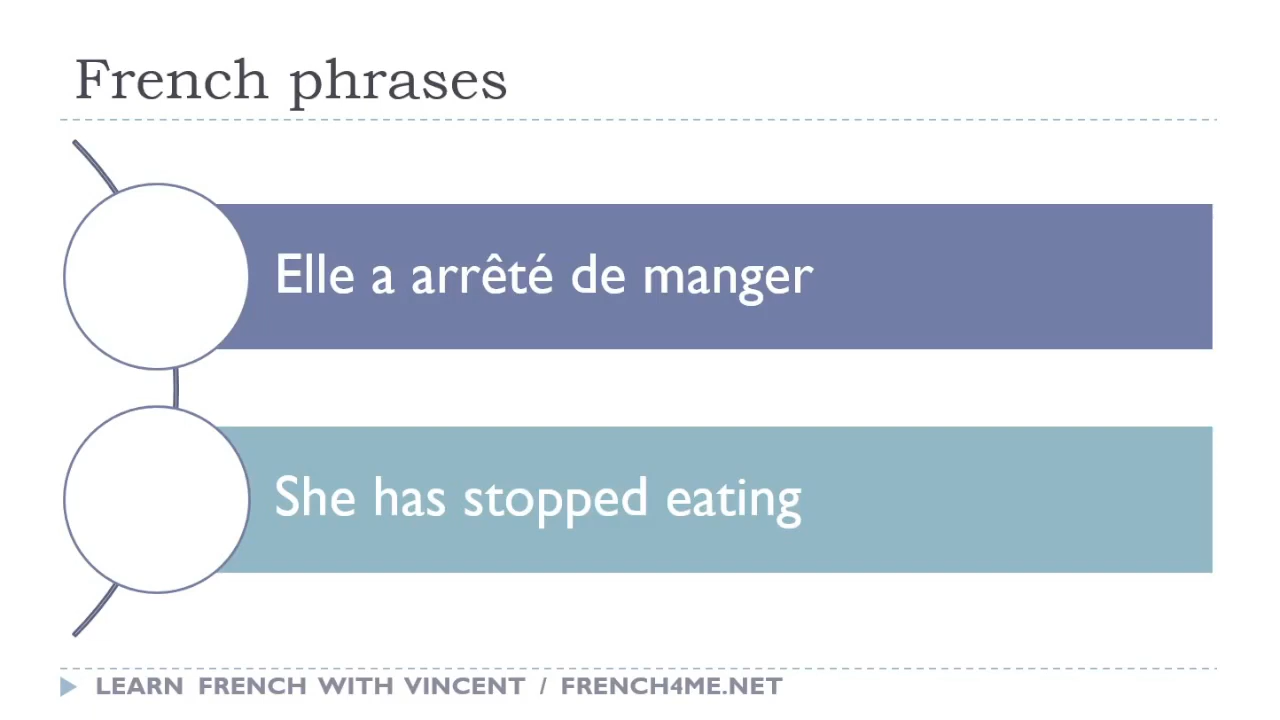 French phrases
Elle a arrêté de manger
She has stopped eating
LEARN FRENCH WITH VINCENT / FRENCH4ME.NET